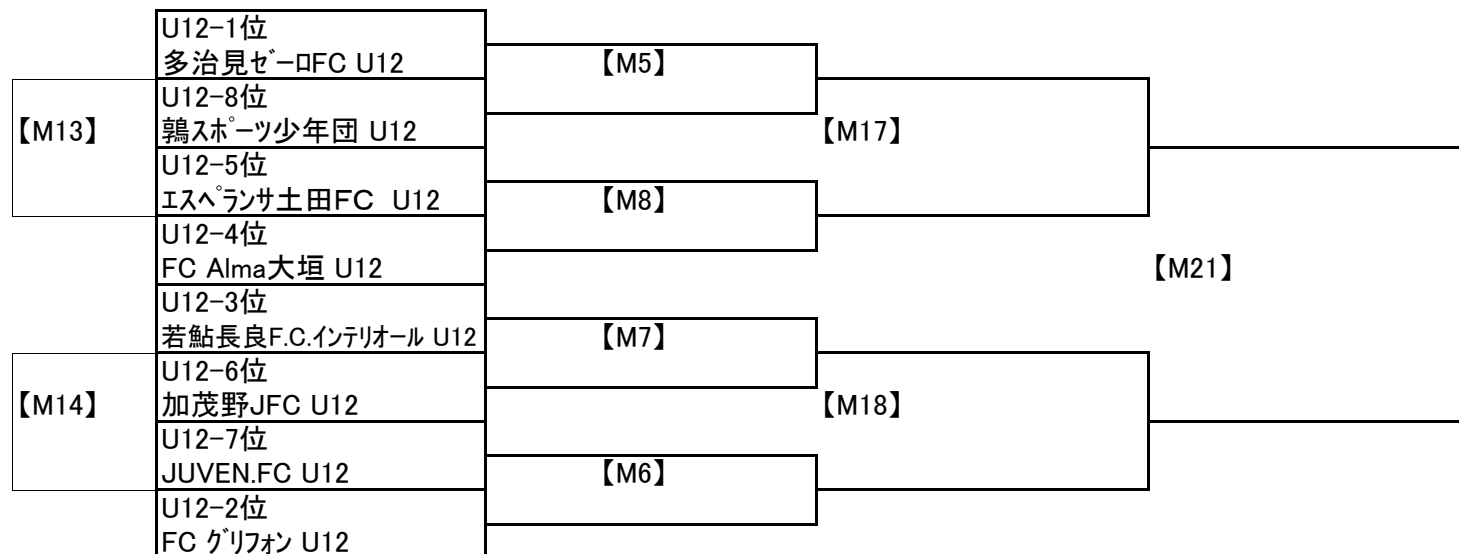 U12-1位
多治見ｾﾞｰﾛFC U12
【M5】
U12-8位
鶉ｽﾎﾟｰﾂ少年団 U12
【M13】
【M17】
U12-5位
ｴｽﾍﾟﾗﾝｻ土田ＦＣ　U12
【M8】
U12-4位
FC Alma大垣 U12
【M21】
U12-3位
若鮎長良F.C.ｲﾝﾃﾘｵｰﾙ U12
【M7】
U12-6位
加茂野JFC U12
【M14】
【M18】
U12-7位
JUVEN.FC U12
【M6】
U12-2位
FC ｸﾞﾘﾌｫﾝ U12